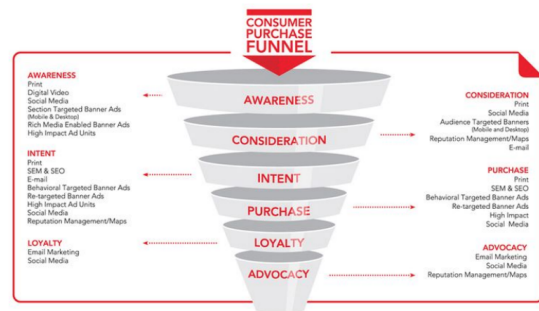 CONSUMER
PURCHASE
FUNNEL
AWARENESS
Print
Digital Video
Social Media
Section Targeted Banner Ads
(Mobile & Desktop)
Rich Media Enabled Banner Ads
High Impact Ad Units
INTENT
Print
SEM & SEO
E-mail
Behavioral Targeted Banner Ads
Re-targeted Banner Ads
High Impact Ad Units
Social Media
Reputation Management/Maps
LOYALTY
Email Marketing
Social Media
AWARENESS
CONSIDERATION
INTENT
PURCHASE
LOYALTY
ADVOCACY
CONSIDERATION
Print
Social Media
Audience Targeted Banners
(Mobile and Desktop)
Reputation Management/Maps
E-mail
PURCHASE
Print
SEM & SEO
Behavioral Targeted Banner Ads
Re-targeted Banner Ads
High Impact
Social Media
ADVOCACY
Email Marketing
Social Media
Reputation Management/Maps